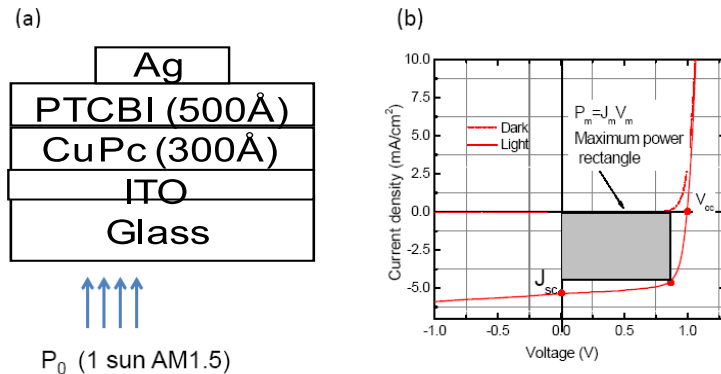 (a)
Ag
PTCBI (500Å)
CuPc (300Å)
ITO
Glass
P0 (1 sun AM1.5)
(b)
Current density (mA/cm²)
10.0
7.5
5.0
2.5
0.0
-2.5
-5.0
Dark
Light
Pm=JmVm
Maximum power
rectangle
Voc
Jsc
-1.0
-0.5
0.0
0.5
1.0
Voltage (V)